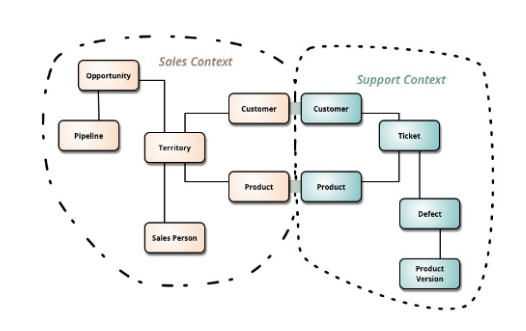 Sales Context
Support Context
Opportunity
Pipeline
Territory
Sales Person
Customer
Product
Customer
Product
Ticket
Defect
Product
Version